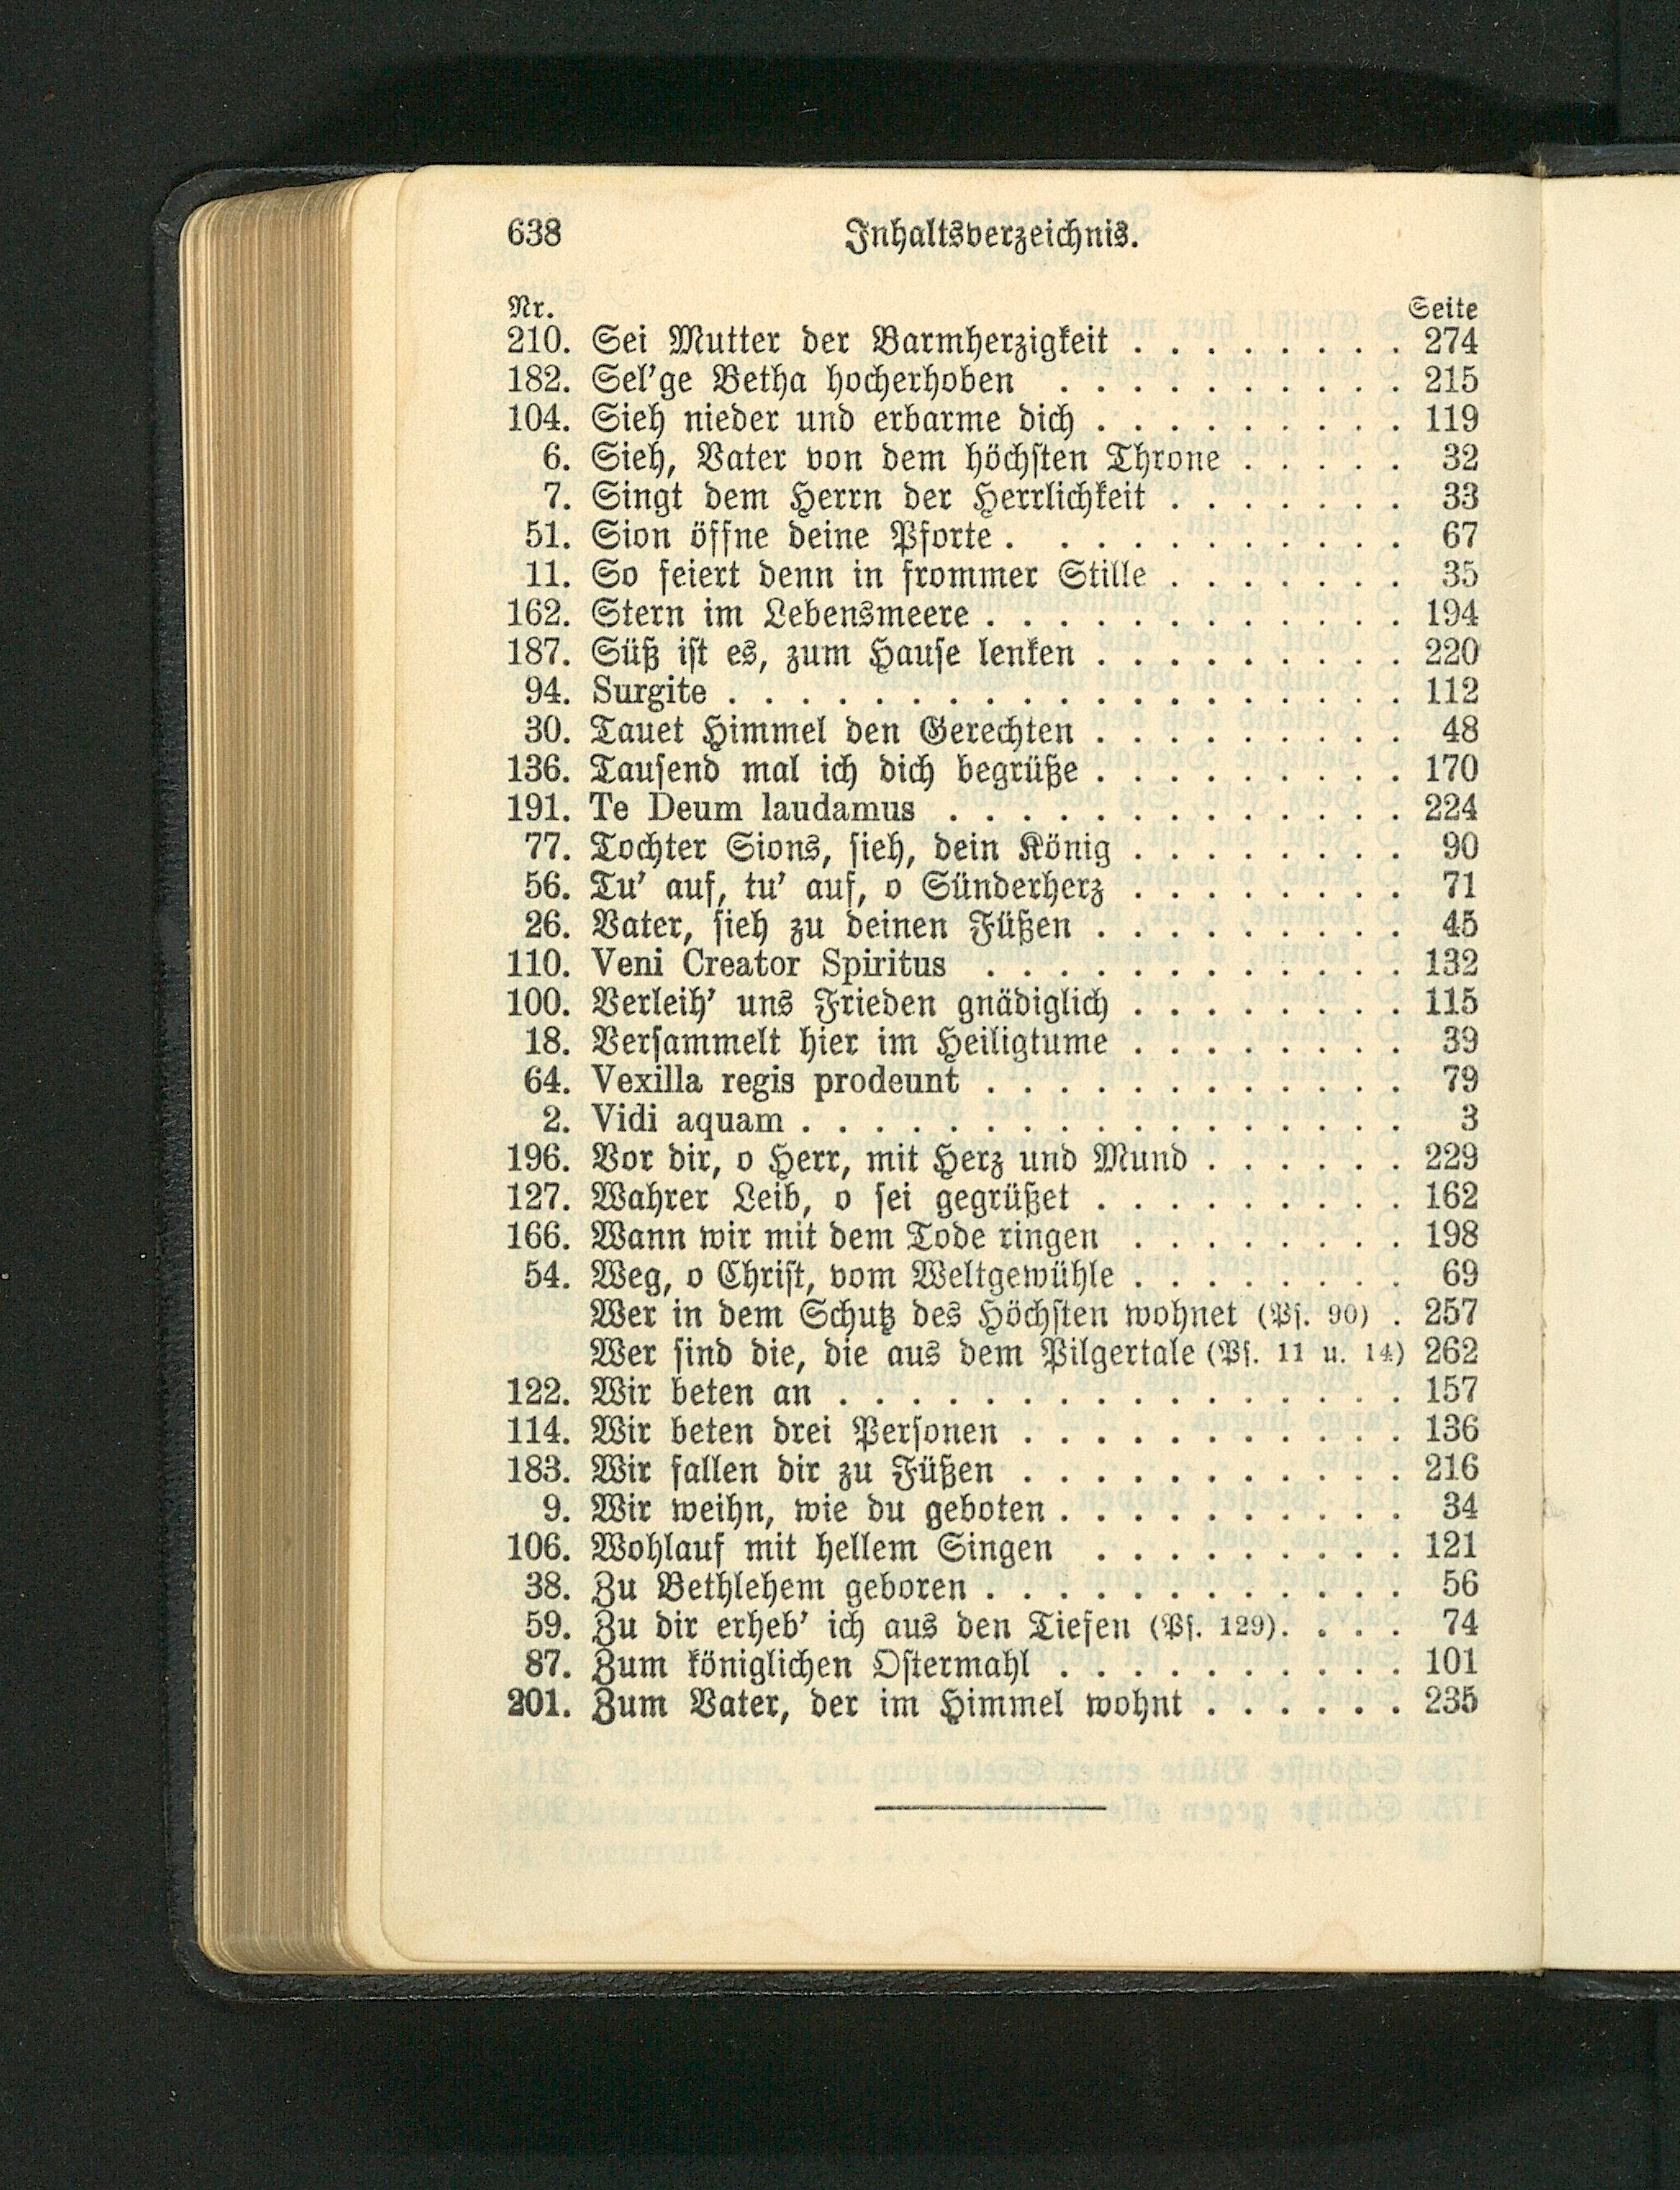 638 Inhaltsverzeichnis.
Nr. Seite
210. Sei Mutter der Barmherzigkeit . . . . . . . . 274
182. Sel'ge Betha hocherhoben . . . . . . . . . . 215
104. Sieh nieder und erbarme dich . . . . . . . . . 119
6. Sieh, Vater von dem höchsten Throne . . . . . 32
7. Singt dem Herrn der Herrlichkeit . . . . . . . 33
51. Sion öffne deine Pforte . . . . . . . . . . . 67
11. So feiert denn in frommer Stille . . . . . . . 35
162. Stern im Lebensmeere . . . . . . . . . . . . 194
187. Süß ist es, zum Hause lenken . . . . . . . . . 220
94. Surgite . . . . . . . . . . . . . . . . . . 112
30. Tauet Himmel den Gerechten . . . . . . . . . 48
136. Tausend mal ich dich begrüße . . . . . . . . . 170
191. Te Deum laudamus . . . . . . . . . . . . . 224
77. Tochter Sions, sieh, dein König . . . . . . . . 90
56. Tu' auf, tu' auf, o Sünderherz . . . . . . . . 71
26. Vater, sieh zu deinen Füßen . . . . . . . . . 45
110. Veni Creator Spiritus . . . . . . . . . . . . 132
100. Verleih' uns Frieden gnädiglich . . . . . . . . 115
18. Versammelt hier im Heiligtume . . . . . . . . 39
64. Vexilla regis prodeunt . . . . . . . . . . . . 79
2. Vidi aquam . . . . . . . . . . . . . . . . . 3
196. Vor dir, o Herr, mit Herz und Mund . . . . . . 229
127. Wahrer Leib, o sei gegrüßet . . . . . . . . . 162
166. Wann wir mit dem Tode ringen . . . . . . . . 198
54. Weg, o Christ, vom Weltgewühle . . . . . . . . 69
Wer in dem Schutz des Höchsten wohnet (Ps. 90) . 257
Wer sind die, die aus dem Pilgertale (Ps. 11 u. 14) 262
122. Wir beten an . . . . . . . . . . . . . . . . 157
114. Wir beten drei Personen . . . . . . . . . . . 136
183. Wir fallen dir zu Füßen . . . . . . . . . . . 216
9. Wir weihn, wie du geboten . . . . . . . . . . 34
106. Wohlauf mit hellem Singen . . . . . . . . . 121
38. Zu Bethlehem geboren . . . . . . . . . . . . 56
59. Zu dir erheb' ich aus den Tiefen (Ps. 129) . . . . 74
87. Zum königlichen Ostermahl . . . . . . . . . . 101
201. Zum Vater, der im Himmel wohnt . . . . . . 235